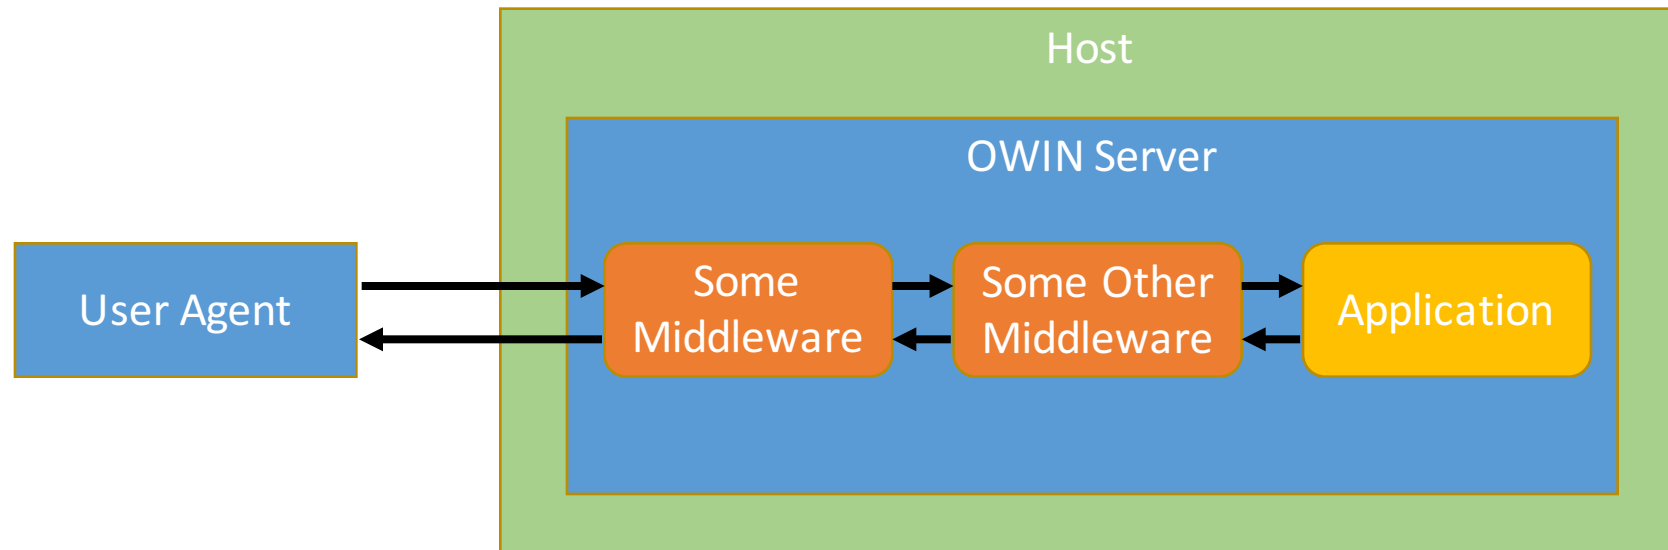 Host
OWIN Server
User Agent
Some
Middleware
Some Other
Middleware
Application